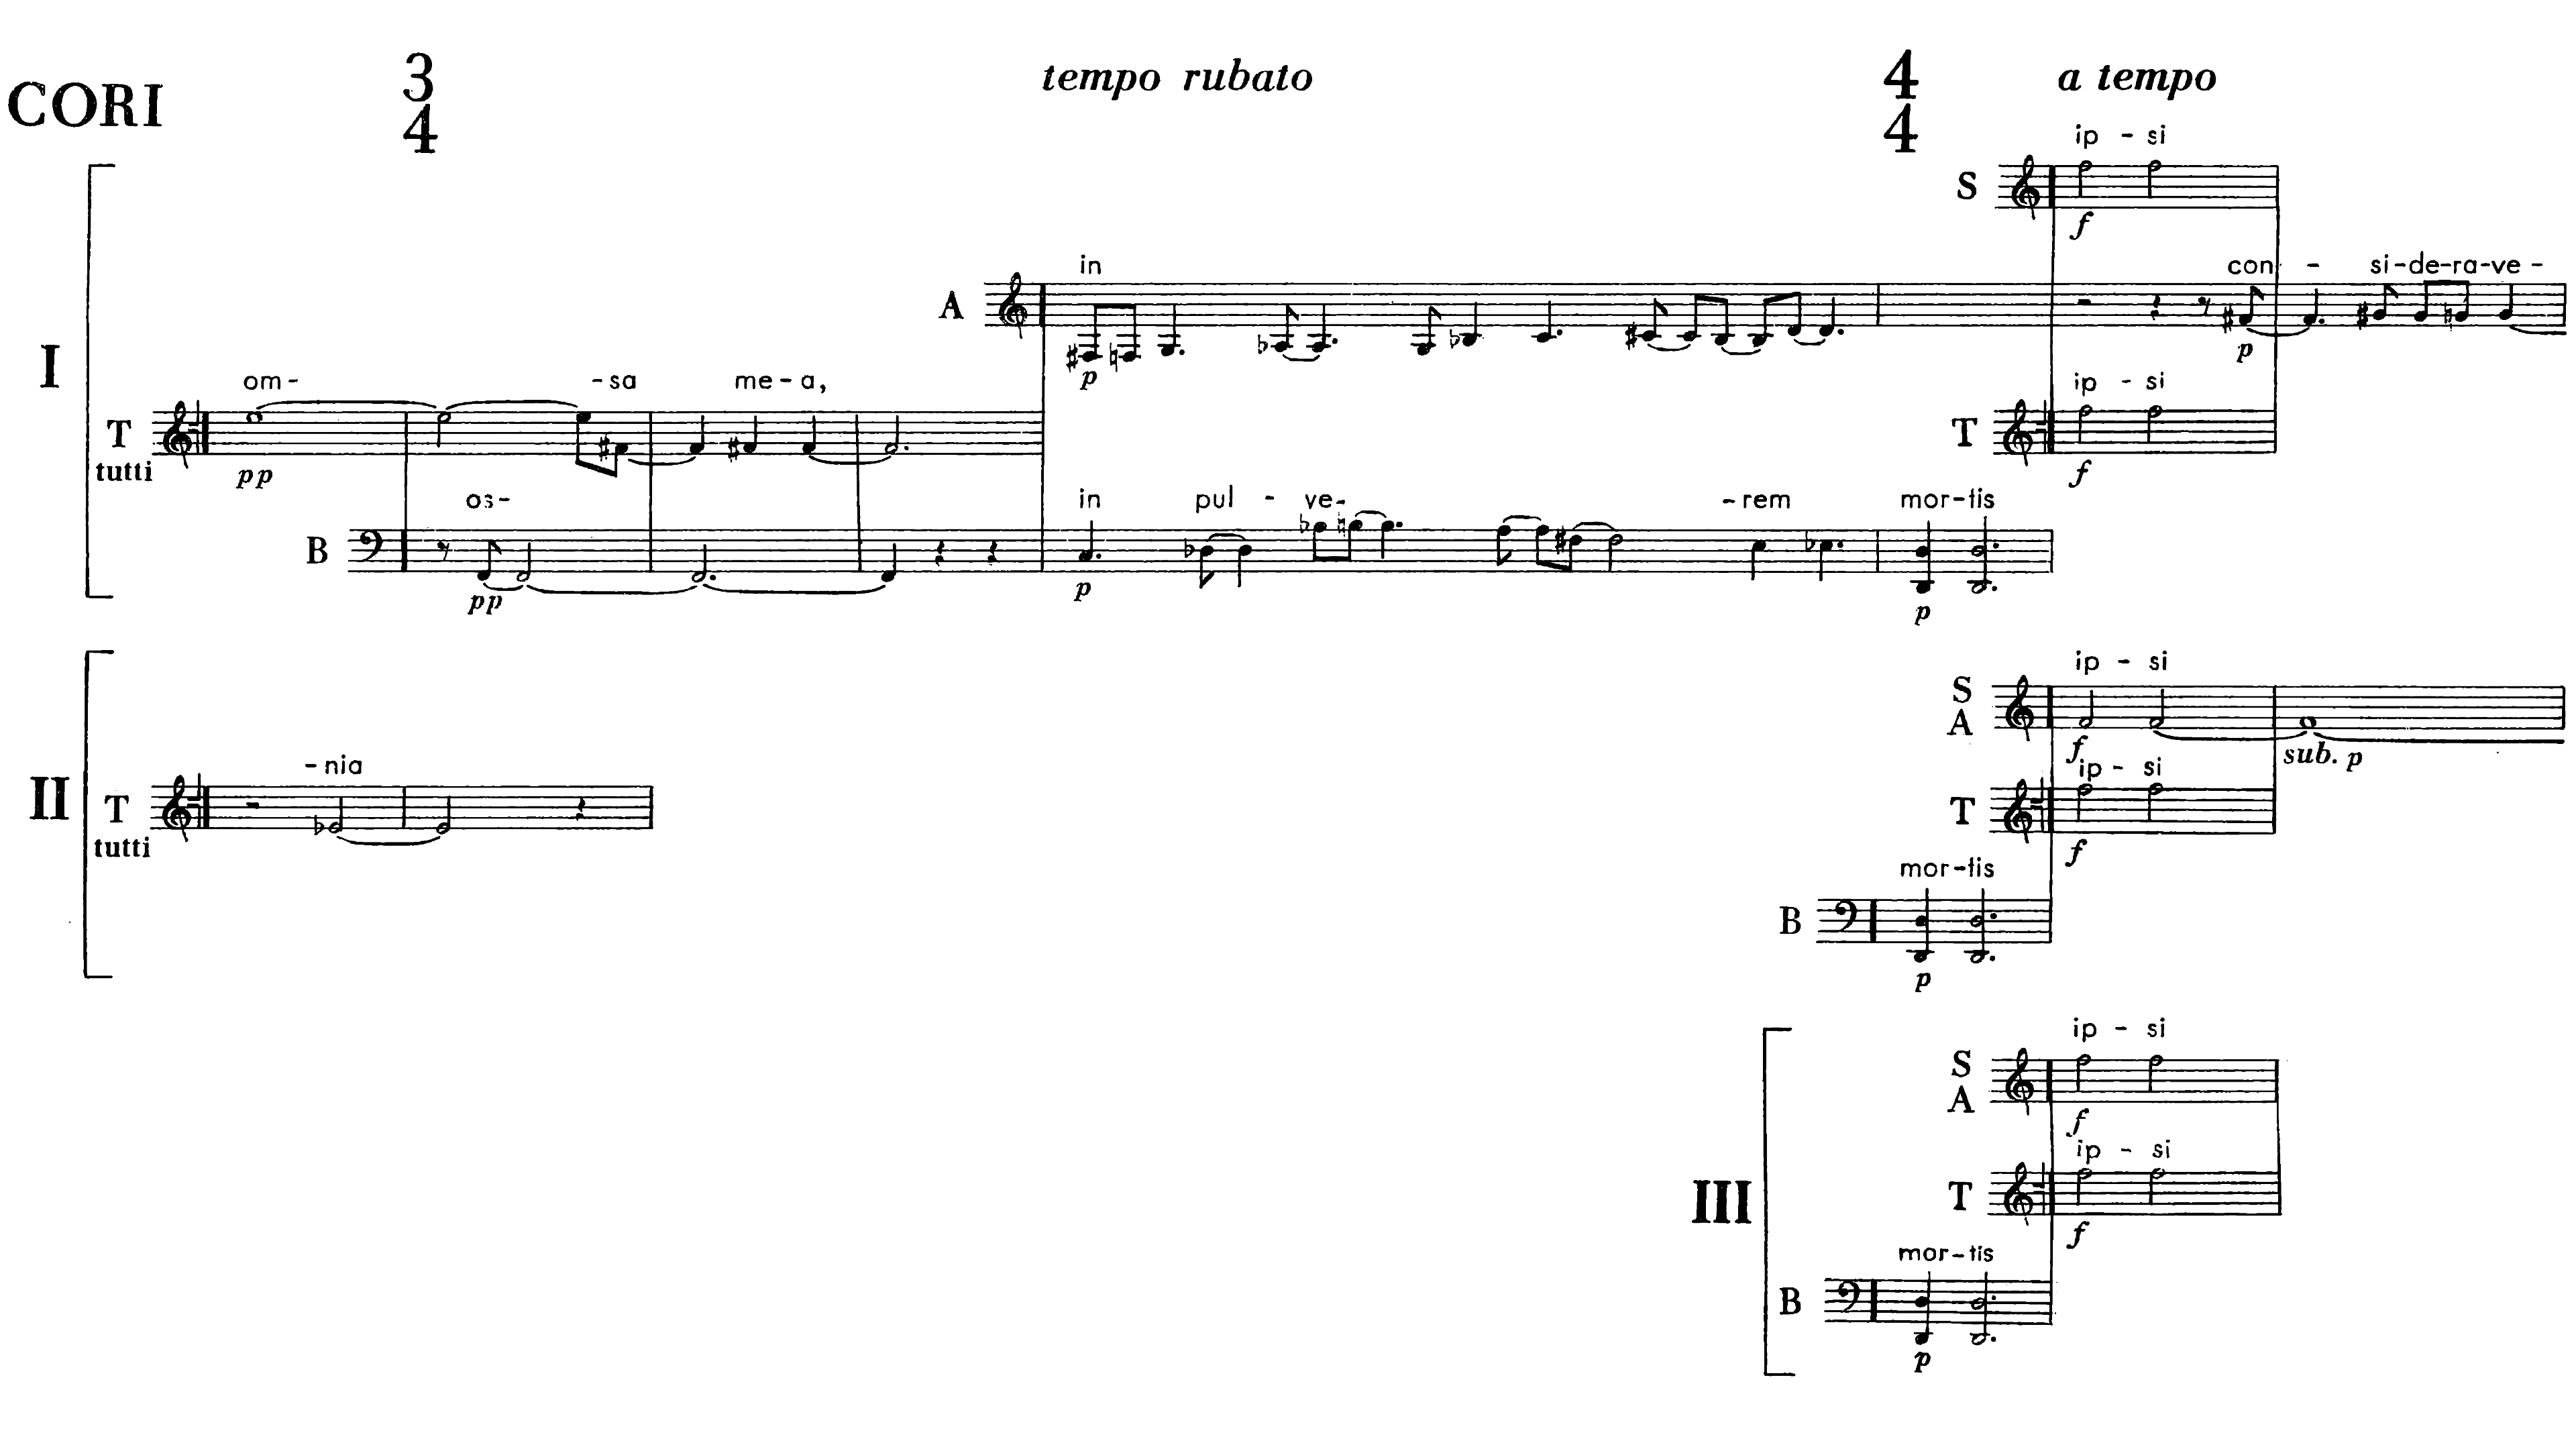 CORI
3
4
tempo rubato
4
4
a tempo
I
ip - si
S
f
in
con - si-de-ra-ve-
A
p
p
om- -sa me-a,
ip - si
T
tutti
pp
T
f
os-
in pul - ve- -rem mor-tis
B
pp
p
p
II
ip - si
S
A
f
sub. p
-nia
ip - si
T
tutti
T
f
mor-tis
B
p
III
ip - si
S
A
f
ip - si
T
f
mor-tis
B
p